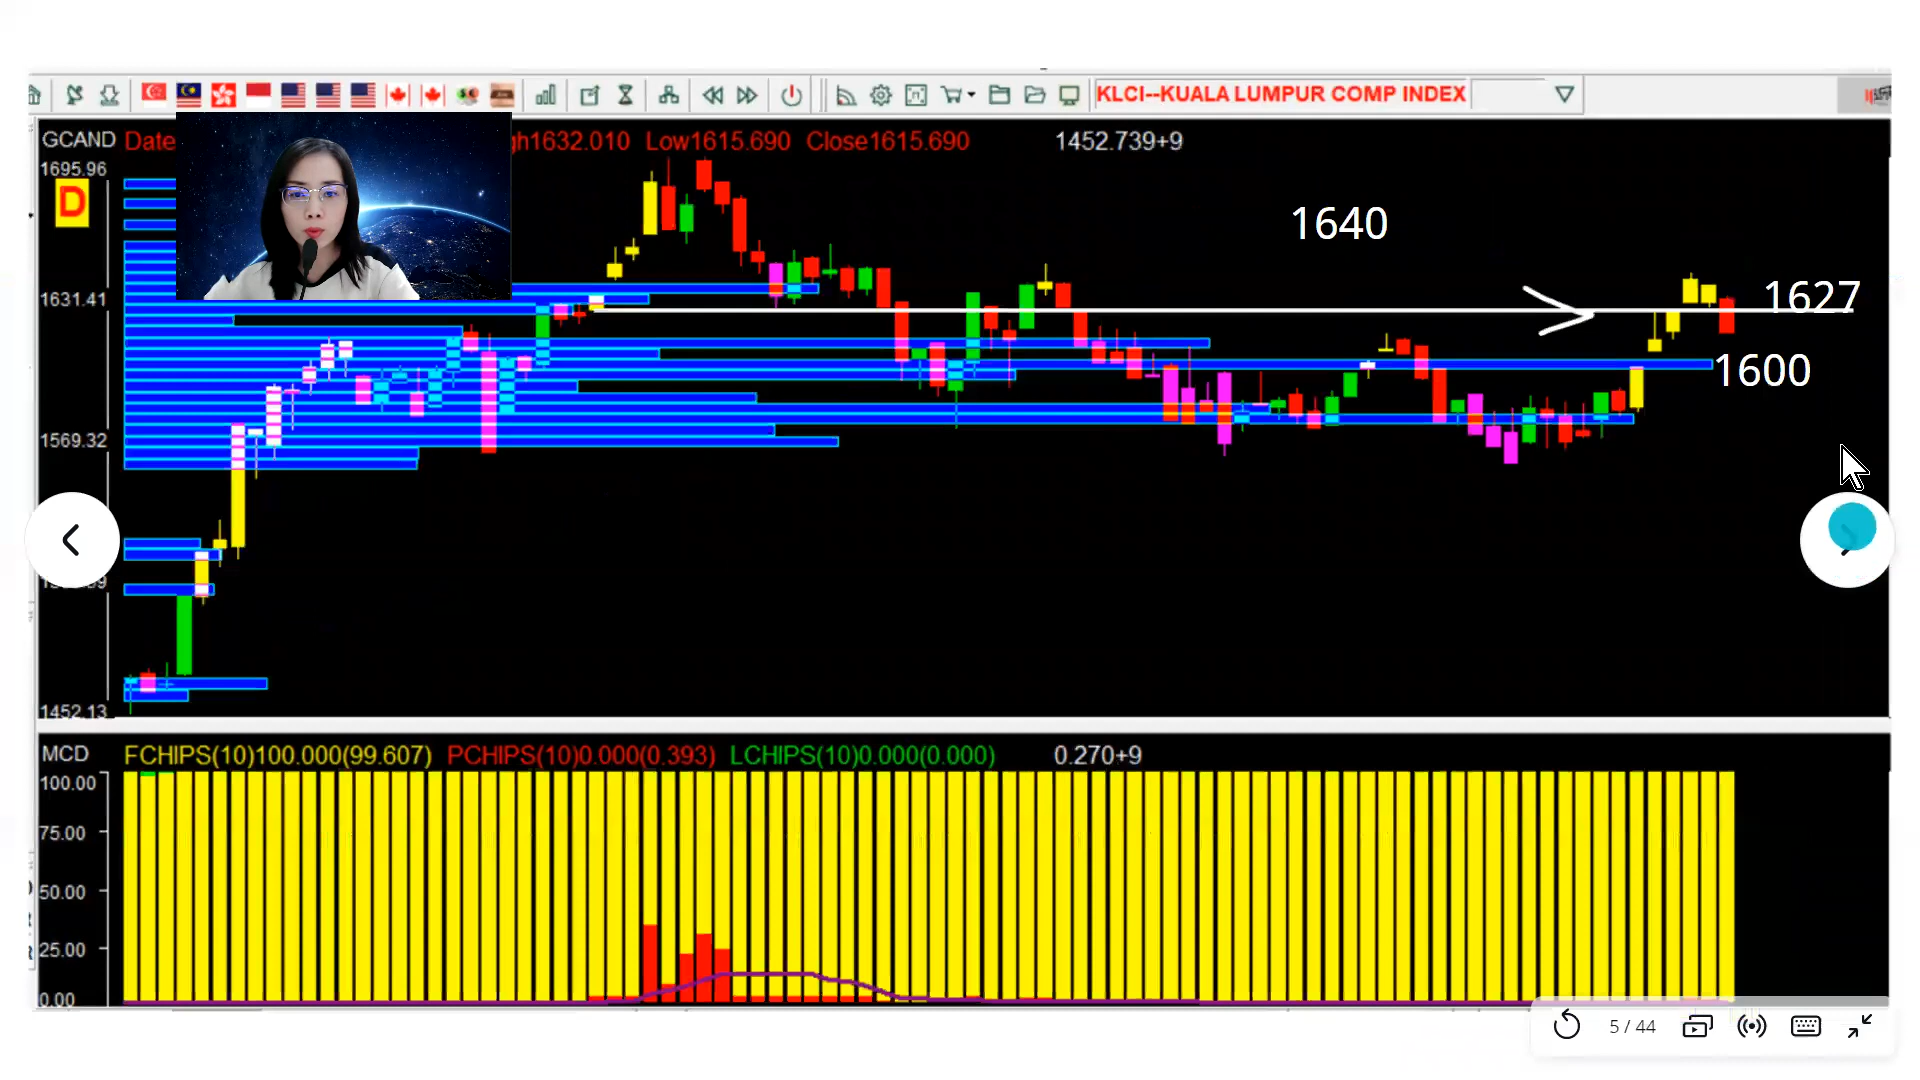 KLCI--KUALA LUMPUR COMP INDEX
GCAND Date gh1632.010 Low1615.690 Close1615.690 1452.739+9
1695.96
D
1640
1631.41
1627
1600
1569.32
1452.13
MCD FCHIPS(10)100.000(99.607) PCHIPS(10)0.000(0.393) LCHIPS(10)0.000(0.000) 0.270+9
100.00
75.00
50.00
25.00
0.00
5 / 44